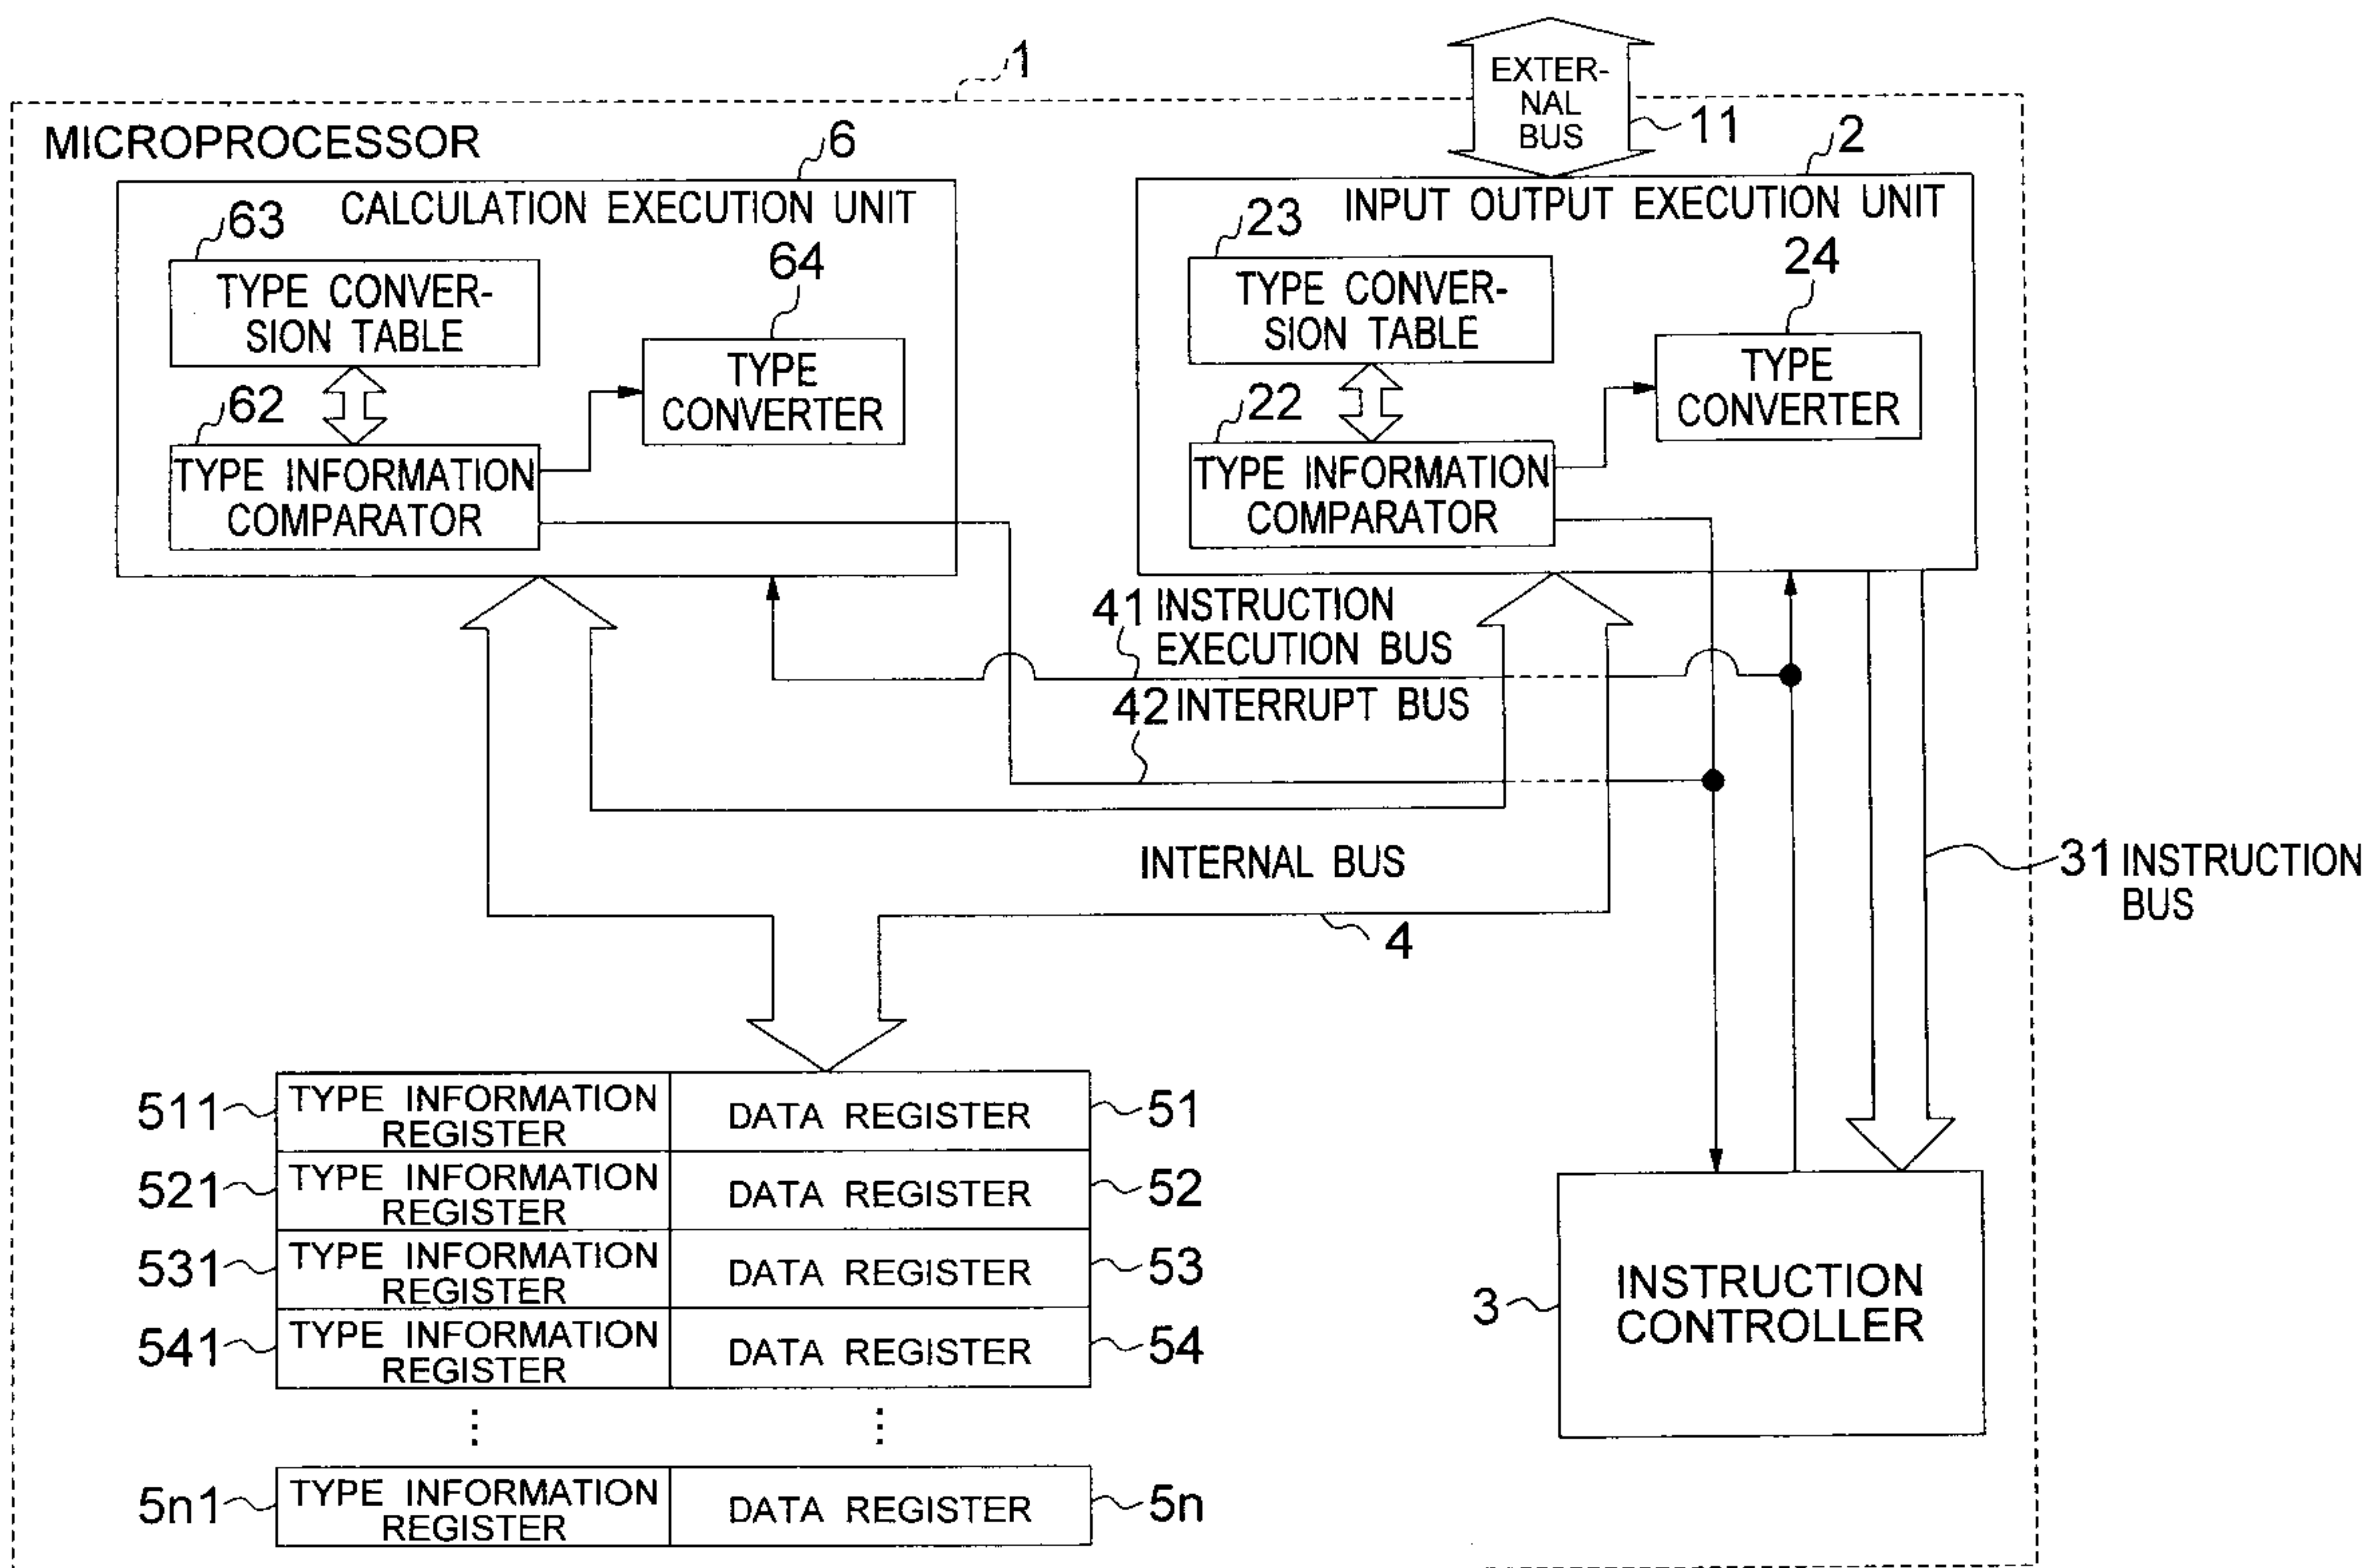 1
EXTER-
NAL
BUS
11
MICROPROCESSOR
6
CALCULATION EXECUTION UNIT
63
TYPE CONVER-
SION TABLE
64
TYPE
CONVERTER
62
TYPE INFORMATION
COMPARATOR
2
INPUT OUTPUT EXECUTION UNIT
23
TYPE CONVER-
SION TABLE
24
TYPE
CONVERTER
22
TYPE INFORMATION
COMPARATOR
41 INSTRUCTION
EXECUTION BUS
42 INTERRUPT BUS
INTERNAL BUS
4
31 INSTRUCTION
BUS
511
TYPE INFORMATION
REGISTER
DATA REGISTER
51
521
TYPE INFORMATION
REGISTER
DATA REGISTER
52
531
TYPE INFORMATION
REGISTER
DATA REGISTER
53
541
TYPE INFORMATION
REGISTER
DATA REGISTER
54
5n1
TYPE INFORMATION
REGISTER
DATA REGISTER
5n
3
INSTRUCTION
CONTROLLER